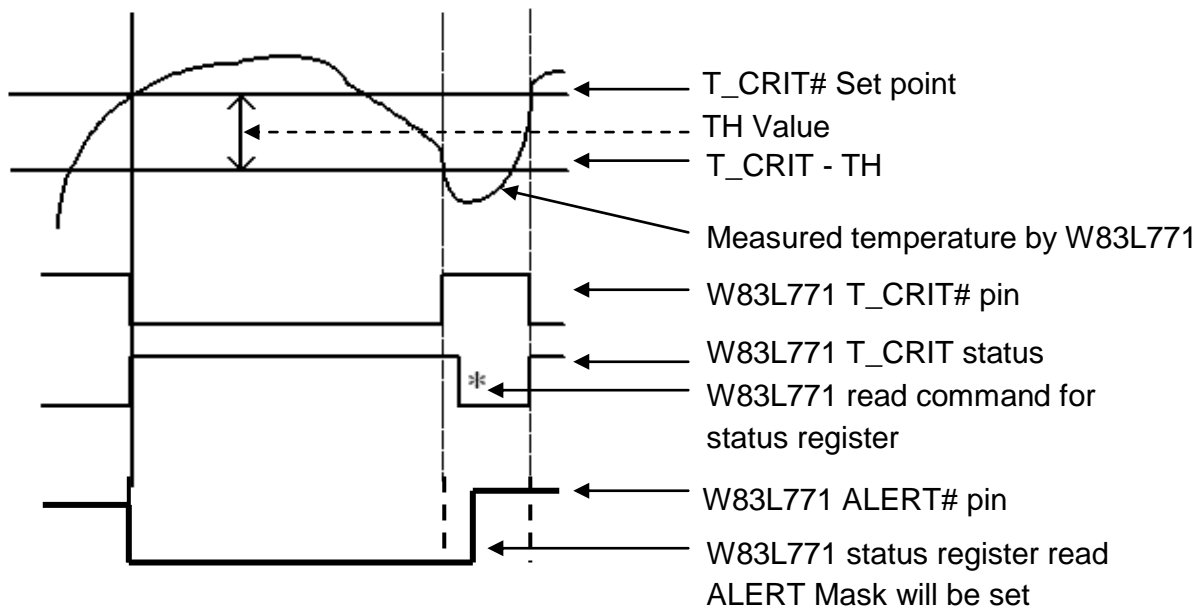 T_CRIT# Set point
TH Value
T_CRIT - TH
Measured temperature by W83L771
W83L771 T_CRIT# pin
W83L771 T_CRIT status
*
W83L771 read command for
status register
W83L771 ALERT# pin
W83L771 status register read
ALERT Mask will be set